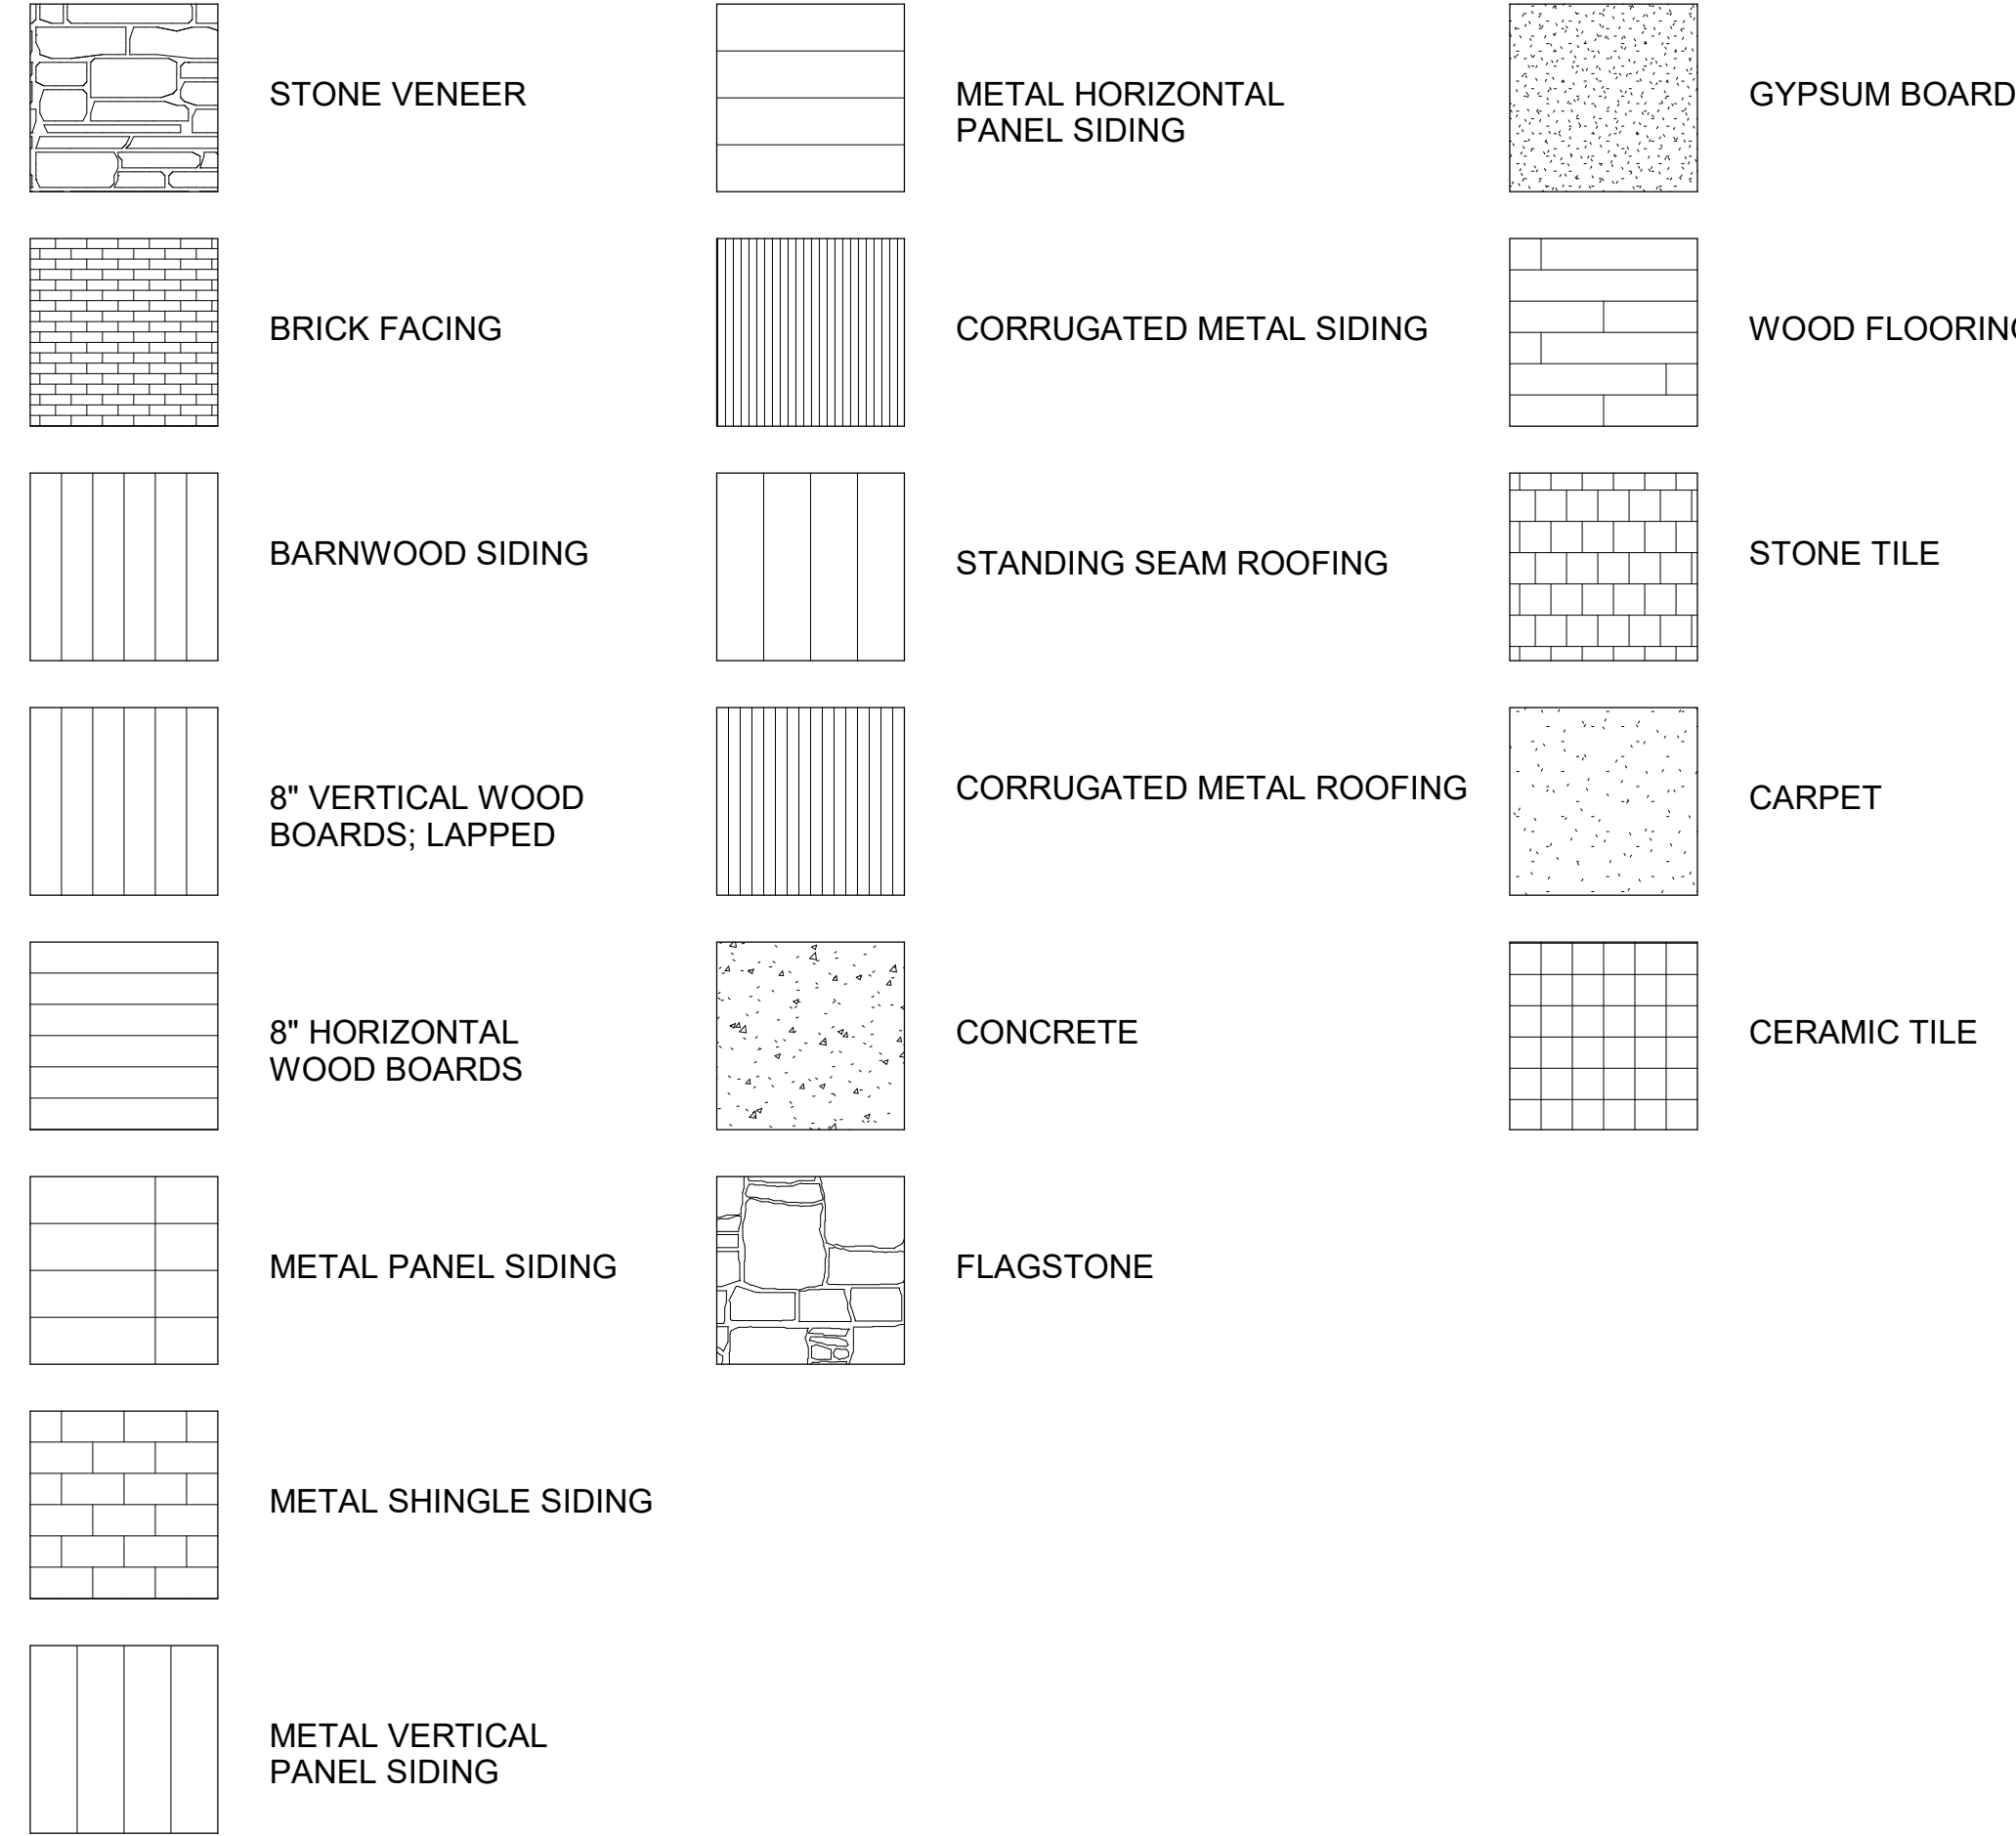 STONE VENEER
BRICK FACING
BARNWOOD SIDING
8" VERTICAL WOOD
BOARDS; LAPPED
8" HORIZONTAL
WOOD BOARDS
METAL PANEL SIDING
METAL SHINGLE SIDING
METAL VERTICAL
PANEL SIDING
METAL HORIZONTAL
PANEL SIDING
CORRUGATED METAL SIDING
STANDING SEAM ROOFING
CORRUGATED METAL ROOFING
CONCRETE
FLAGSTONE
GYPSUM BOARD
WOOD FLOORING
STONE TILE
CARPET
CERAMIC TILE